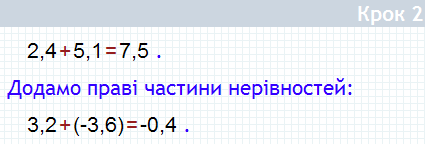 Крок 2
2,4+5,1=7,5 .
Додамо праві частини нерівностей:
3,2+(-3,6)=-0,4 .